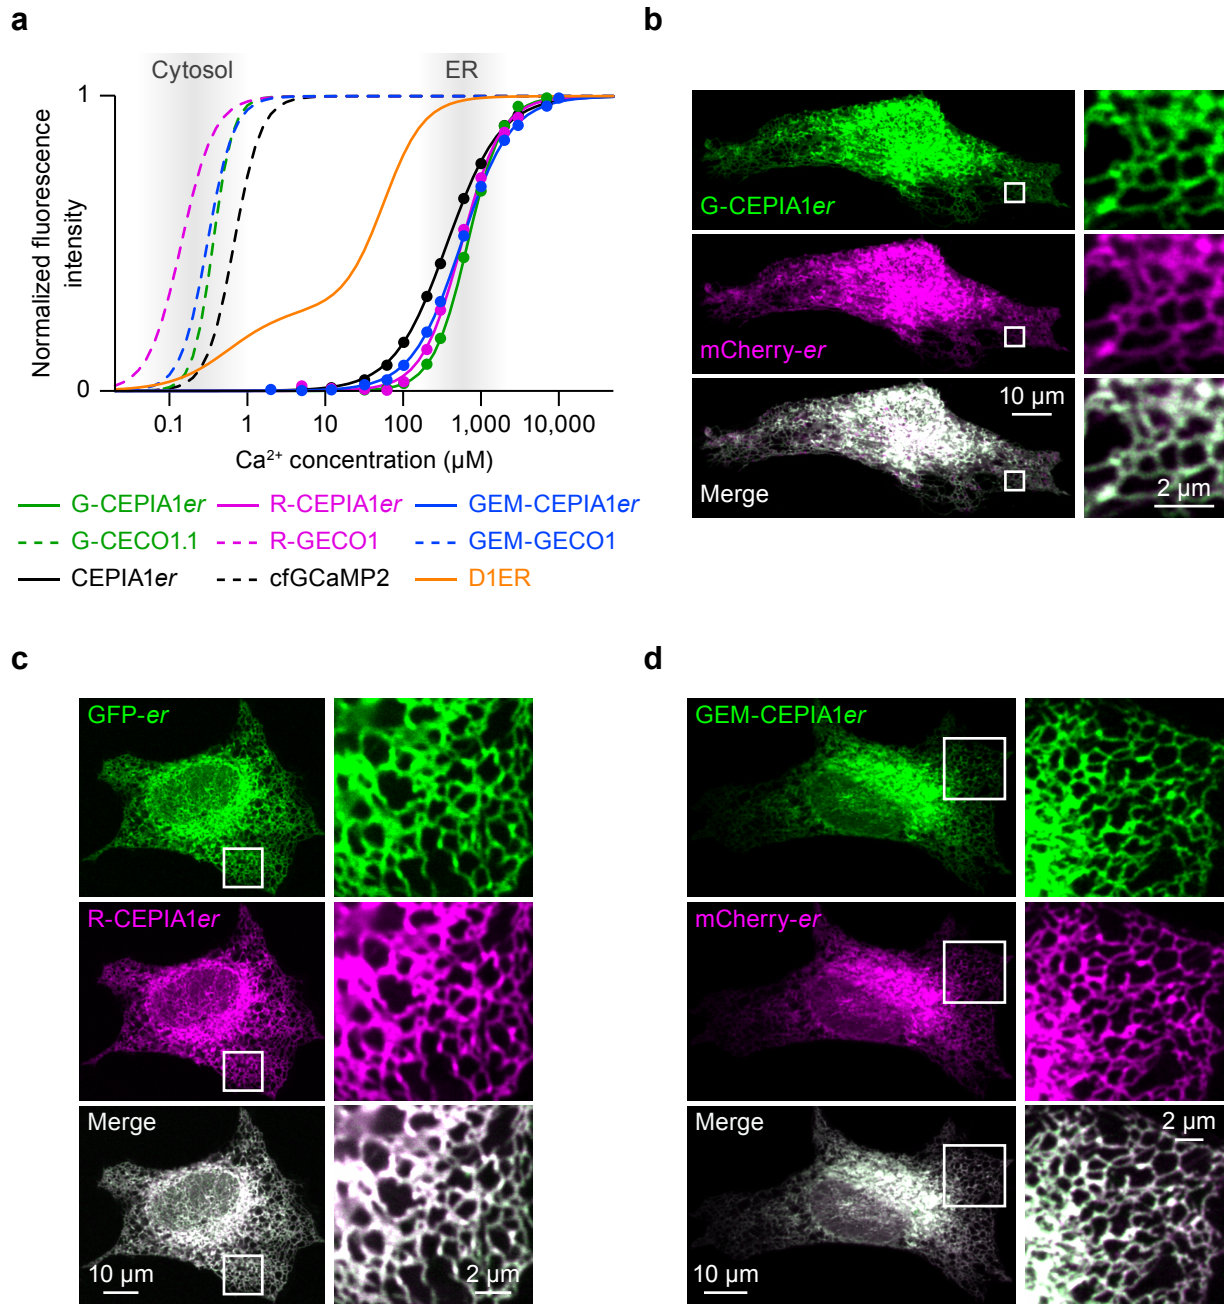 a
Cytosol
ER
1
0
Normalized fluorescence
intensity
0.1 1 10 100 1,000 10,000
Ca²⁺ concentration (µM)
G-CEPIA1er R-CEPIA1er GEM-CEPIA1er
G-CECO1.1 R-GECO1 GEM-GECO1
CEPIA1er cfGCaMP2 D1ER
b
G-CEPIA1er
mCherry-er
10 µm
Merge
2 µm
c
GFP-er
R-CEPIA1er
Merge
10 µm
2 µm
d
GEM-CEPIA1er
mCherry-er
Merge
2 µm
10 µm